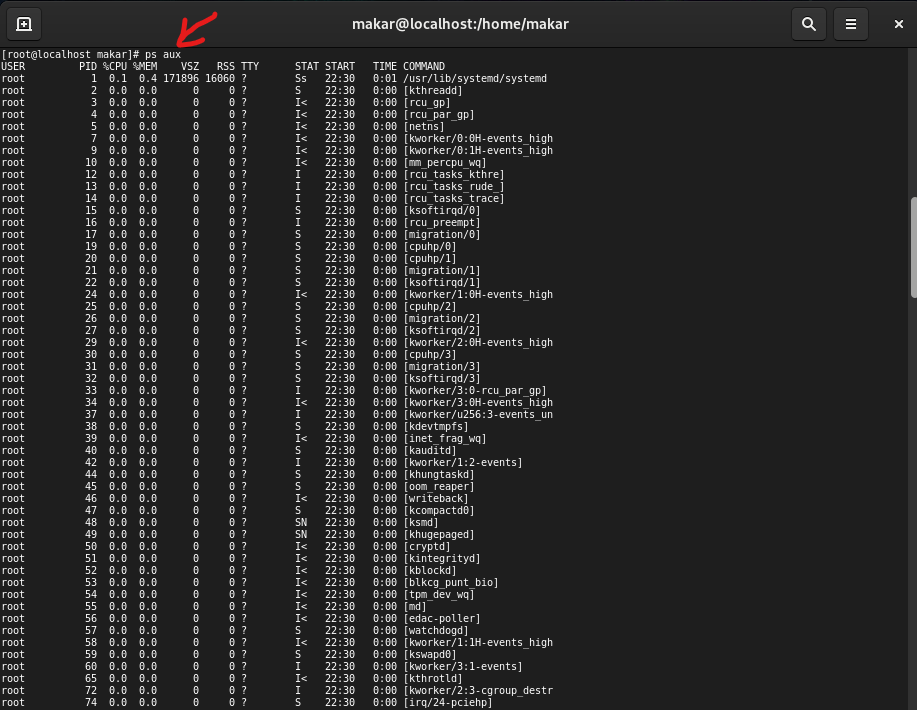 makar@localhost:/home/makar
[root@localhost makar]# ps aux
USER PID %CPU %MEM VSZ RSS TTY STAT START TIME COMMAND
root 1 0.1 0.4 171896 16060 ? Ss 22:30 0:01 /usr/lib/systemd/systemd
root 2 0.0 0.0 0 0 ? S 22:30 0:00 [kthreadd]
root 3 0.0 0.0 0 0 ? I< 22:30 0:00 [rcu_gp]
root 4 0.0 0.0 0 0 ? I< 22:30 0:00 [rcu_par_gp]
root 5 0.0 0.0 0 0 ? I< 22:30 0:00 [netns]
root 7 0.0 0.0 0 0 ? I< 22:30 0:00 [kworker/0:0H-events_high
root 9 0.0 0.0 0 0 ? I< 22:30 0:00 [kworker/0:1H-events_high
root 10 0.0 0.0 0 0 ? I< 22:30 0:00 [mm_percpu_wq]
root 12 0.0 0.0 0 0 ? I 22:30 0:00 [rcu_tasks_kthre]
root 13 0.0 0.0 0 0 ? I 22:30 0:00 [rcu_tasks_rude_]
root 14 0.0 0.0 0 0 ? I 22:30 0:00 [rcu_tasks_trace]
root 15 0.0 0.0 0 0 ? S 22:30 0:00 [ksoftirqd/0]
root 16 0.0 0.0 0 0 ? I 22:30 0:00 [rcu_preempt]
root 17 0.0 0.0 0 0 ? S 22:30 0:00 [migration/0]
root 19 0.0 0.0 0 0 ? S 22:30 0:00 [cpuhp/0]
root 20 0.0 0.0 0 0 ? S 22:30 0:00 [cpuhp/1]
root 21 0.0 0.0 0 0 ? S 22:30 0:00 [migration/1]
root 22 0.0 0.0 0 0 ? S 22:30 0:00 [ksoftirqd/1]
root 24 0.0 0.0 0 0 ? I< 22:30 0:00 [kworker/1:0H-events_high
root 25 0.0 0.0 0 0 ? S 22:30 0:00 [cpuhp/2]
root 26 0.0 0.0 0 0 ? S 22:30 0:00 [migration/2]
root 27 0.0 0.0 0 0 ? S 22:30 0:00 [ksoftirqd/2]
root 29 0.0 0.0 0 0 ? I< 22:30 0:00 [kworker/2:0H-events_high
root 30 0.0 0.0 0 0 ? S 22:30 0:00 [cpuhp/3]
root 31 0.0 0.0 0 0 ? S 22:30 0:00 [migration/3]
root 32 0.0 0.0 0 0 ? S 22:30 0:00 [ksoftirqd/3]
root 33 0.0 0.0 0 0 ? I 22:30 0:00 [kworker/3:0-rcu_par_gp]
root 34 0.0 0.0 0 0 ? I< 22:30 0:00 [kworker/3:0H-events_high
root 37 0.0 0.0 0 0 ? I 22:30 0:00 [kworker/u256:3-events_un
root 38 0.0 0.0 0 0 ? S 22:30 0:00 [kdevtmpfs]
root 39 0.0 0.0 0 0 ? I< 22:30 0:00 [inet_frag_wq]
root 40 0.0 0.0 0 0 ? S 22:30 0:00 [kauditd]
root 42 0.0 0.0 0 0 ? I 22:30 0:00 [kworker/1:2-events]
root 44 0.0 0.0 0 0 ? S 22:30 0:00 [khungtaskd]
root 45 0.0 0.0 0 0 ? S 22:30 0:00 [oom_reaper]
root 46 0.0 0.0 0 0 ? I< 22:30 0:00 [writeback]
root 47 0.0 0.0 0 0 ? S 22:30 0:00 [kcompactd0]
root 48 0.0 0.0 0 0 ? SN 22:30 0:00 [ksmd]
root 49 0.0 0.0 0 0 ? SN 22:30 0:00 [khugepaged]
root 50 0.0 0.0 0 0 ? I< 22:30 0:00 [cryptd]
root 51 0.0 0.0 0 0 ? I< 22:30 0:00 [kintegrityd]
root 52 0.0 0.0 0 0 ? I< 22:30 0:00 [kblockd]
root 53 0.0 0.0 0 0 ? I< 22:30 0:00 [blkcg_punt_bio]
root 54 0.0 0.0 0 0 ? I< 22:30 0:00 [tpm_dev_wq]
root 55 0.0 0.0 0 0 ? I< 22:30 0:00 [md]
root 56 0.0 0.0 0 0 ? I< 22:30 0:00 [edac-poller]
root 57 0.0 0.0 0 0 ? S 22:30 0:00 [watchdogd]
root 58 0.0 0.0 0 0 ? I< 22:30 0:00 [kworker/1:1H-events_high
root 59 0.0 0.0 0 0 ? S 22:30 0:00 [kswapd0]
root 60 0.0 0.0 0 0 ? I 22:30 0:00 [kworker/3:1-events]
root 65 0.0 0.0 0 0 ? I< 22:30 0:00 [kthrotld]
root 72 0.0 0.0 0 0 ? I 22:30 0:00 [kworker/2:3-cgroup_destr
root 74 0.0 0.0 0 0 ? S 22:30 0:00 [irq/24-pciehp]